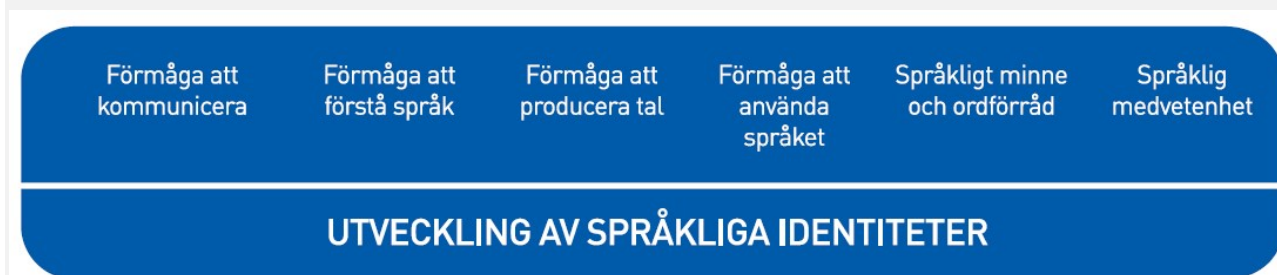 Förmåga att
kommunicera
Förmåga att
förstå språk
Förmåga att
producera tal
Förmåga att
använda
språket
Språkligt minne
och ordförråd
Språklig
medvetenhet
UTVECKLING AV SPRÅKLIGA IDENTITETER